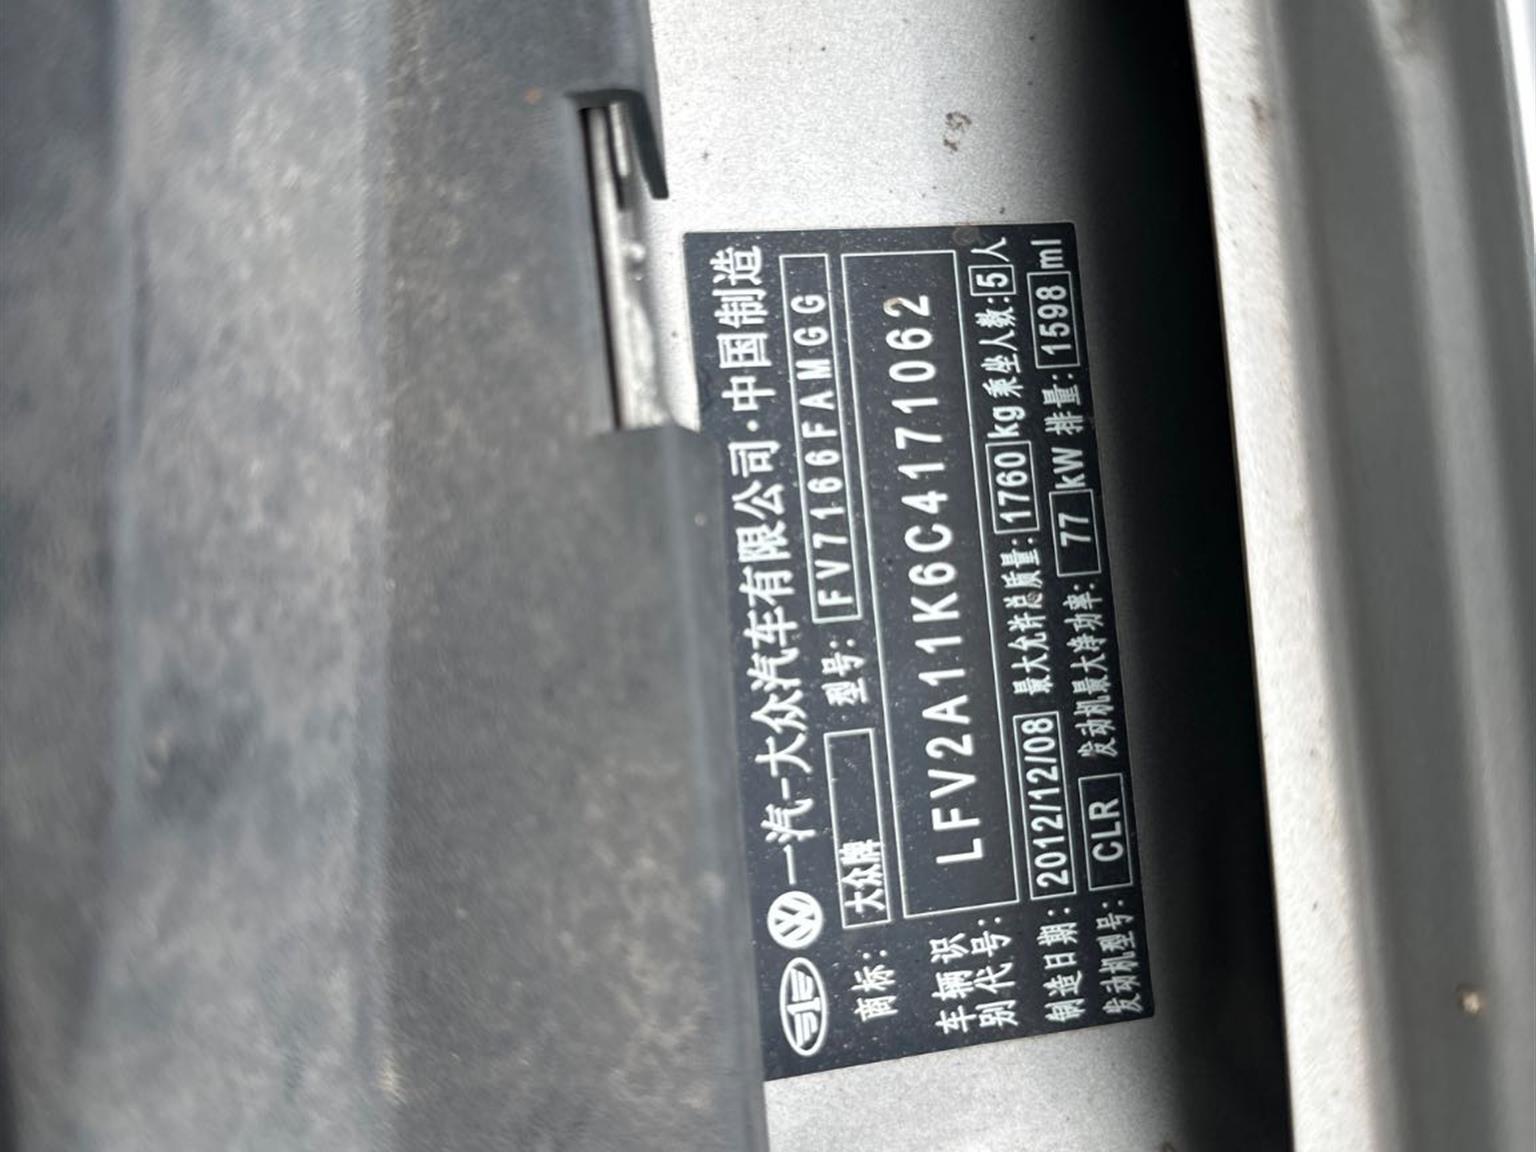 一汽-大众汽车有限公司·中国制造
商标: 大众牌 型号: FV7166FAMGG
车辆识别代号: LFV2A11K6C4171062
制造日期: 2012/12/08 最大允许总质量: 1760 kg 乘坐人数: 5 人
发动机型号: CLR 发动机最大净功率: 77 kW 排量: 1598 ml